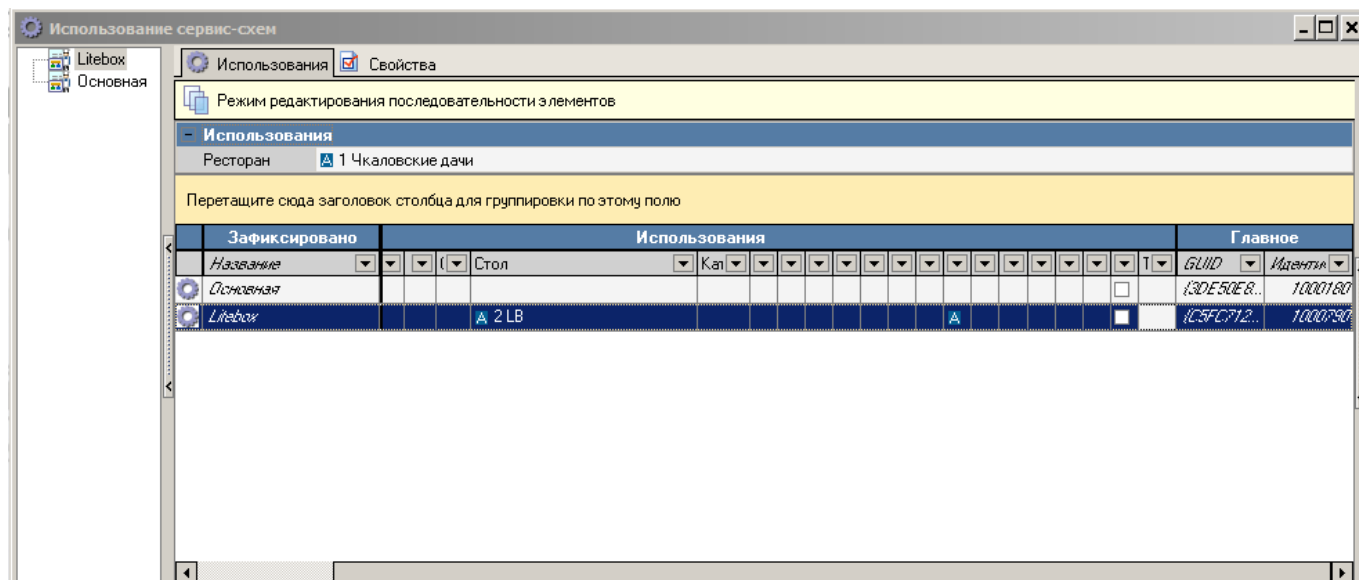 Использование сервис-схем
Litebox
Основная
Использования
Свойства
Режим редактирования последовательности элементов
- Использования
Ресторан
A 1 Чкаловские дачи
Перетащите сюда заголовок столбца для группировки по этому полю
Зафиксировано
Использования
Главное
Название
Стол
Кат
Т
GUID
Идентик
Основная
{3DE50E8...
1000180
Litebox
A 2 LB
A
{C5FC712...
1000790